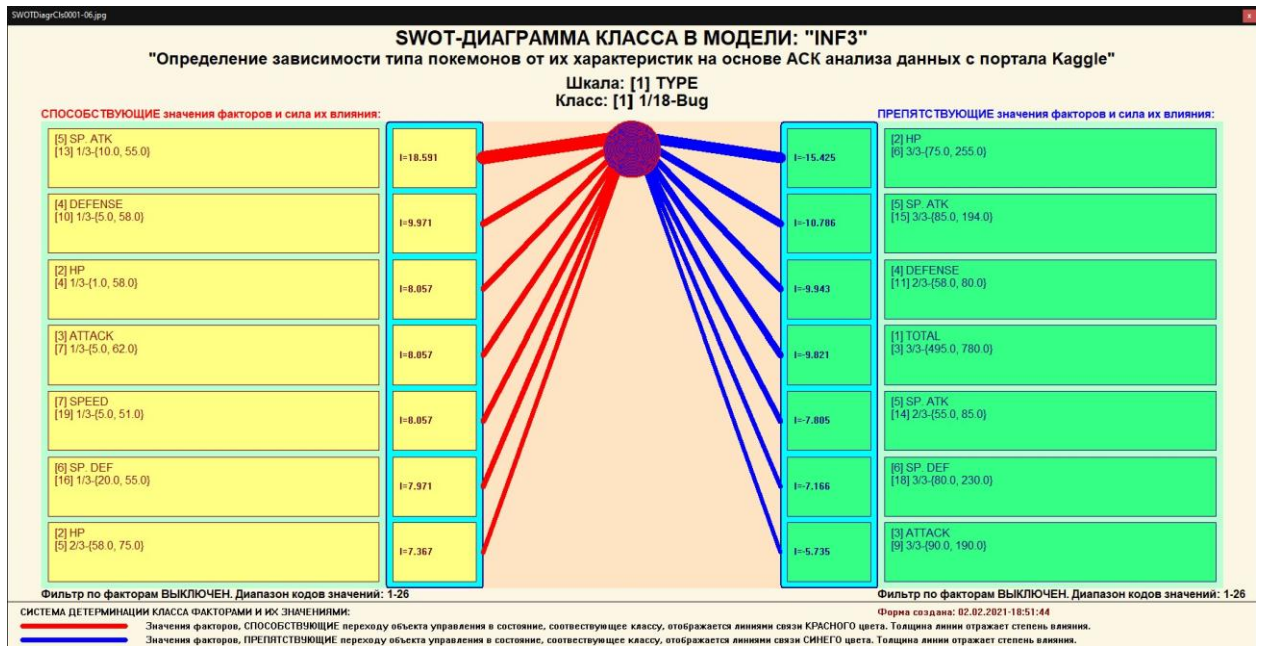 SWOTDiagrCls0001-06.jpg
SWOT-ДИАГРАММА КЛАССА В МОДЕЛИ: "INF3"
"Определение зависимости типа покемонов от их характеристик на основе АСК анализа данных с портала Kaggle"
Шкала: [1] TYPE
Класс: [1] 1/18-Bug
СПОСОБСТВУЮЩИЕ значения факторов и сила их влияния:
[5] SP. ATK
[13] 1/3-{10.0, 55.0}
I=18.591
[4] DEFENSE
[10] 1/3-{5.0, 58.0}
I=9.971
[2] HP
[4] 1/3-{1.0, 58.0}
I=8.057
[3] ATTACK
[7] 1/3-{5.0, 62.0}
I=8.057
[7] SPEED
[19] 1/3-{5.0, 51.0}
I=8.057
[6] SP. DEF
[16] 1/3-{20.0, 55.0}
I=7.971
[2] HP
[5] 2/3-{58.0, 75.0}
I=7.367
Фильтр по факторам ВЫКЛЮЧЕН. Диапазон кодов значений: 1-26
ПРЕПЯТСТВУЮЩИЕ значения факторов и сила их влияния:
I=-15.425
[2] HP
[6] 3/3-{75.0, 255.0}
I=-10.786
[5] SP. ATK
[15] 3/3-{85.0, 194.0}
I=-9.943
[4] DEFENSE
[11] 2/3-{58.0, 80.0}
I=-9.821
[1] TOTAL
[3] 3/3-{495.0, 780.0}
I=-7.805
[5] SP. ATK
[14] 2/3-{55.0, 85.0}
I=-7.166
[6] SP. DEF
[18] 3/3-{80.0, 230.0}
I=-5.735
[3] ATTACK
[9] 3/3-{90.0, 190.0}
Фильтр по факторам ВЫКЛЮЧЕН. Диапазон кодов значений: 1-26
СИСТЕМА ДЕТЕРМИНАЦИИ КЛАССА ФАКТОРАМИ И ИХ ЗНАЧЕНИЯМИ:
Форма создана: 02.02.2021-18:51:44
Значения факторов, СПОСОБСТВУЮЩИЕ переходу объекта управления в состояние, соотвествующее классу, отображается линиями связи КРАСНОГО цвета. Толщина линии отражает степень влияния.
Значения факторов, ПРЕПЯТСТВУЮЩИЕ переходу объекта управления в состояние, соотвествующее классу, отображается линиями связи СИНЕГО цвета. Толщина линии отражает степень влияния.